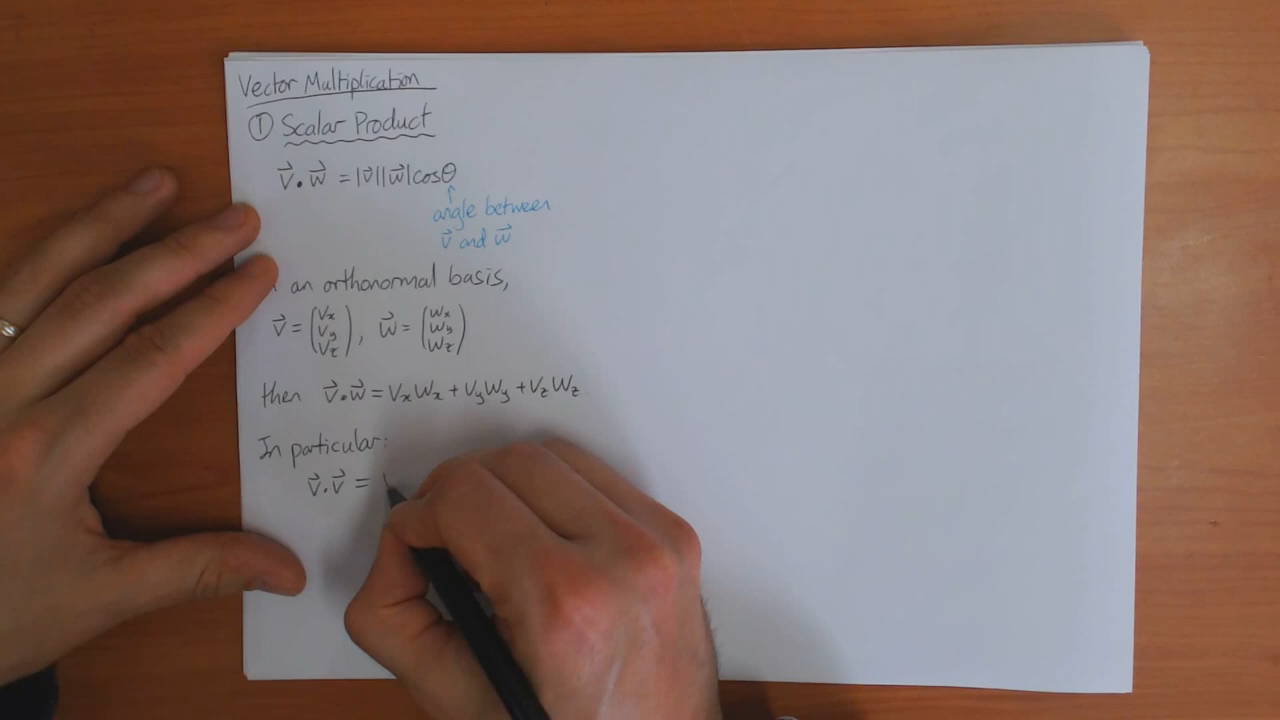 Vector Multiplication
① Scalar Product
v⃗ · w⃗ = |v⃗||w⃗|cosθ
↑
angle between
v⃗ and w⃗
an orthonormal basis,
v⃗ = (Vx Vy Vz), w⃗ = (Wx Wy Wz)
then v⃗·w⃗ = VxWx + VyWy + VzWz
In particular:
v⃗·v⃗ =